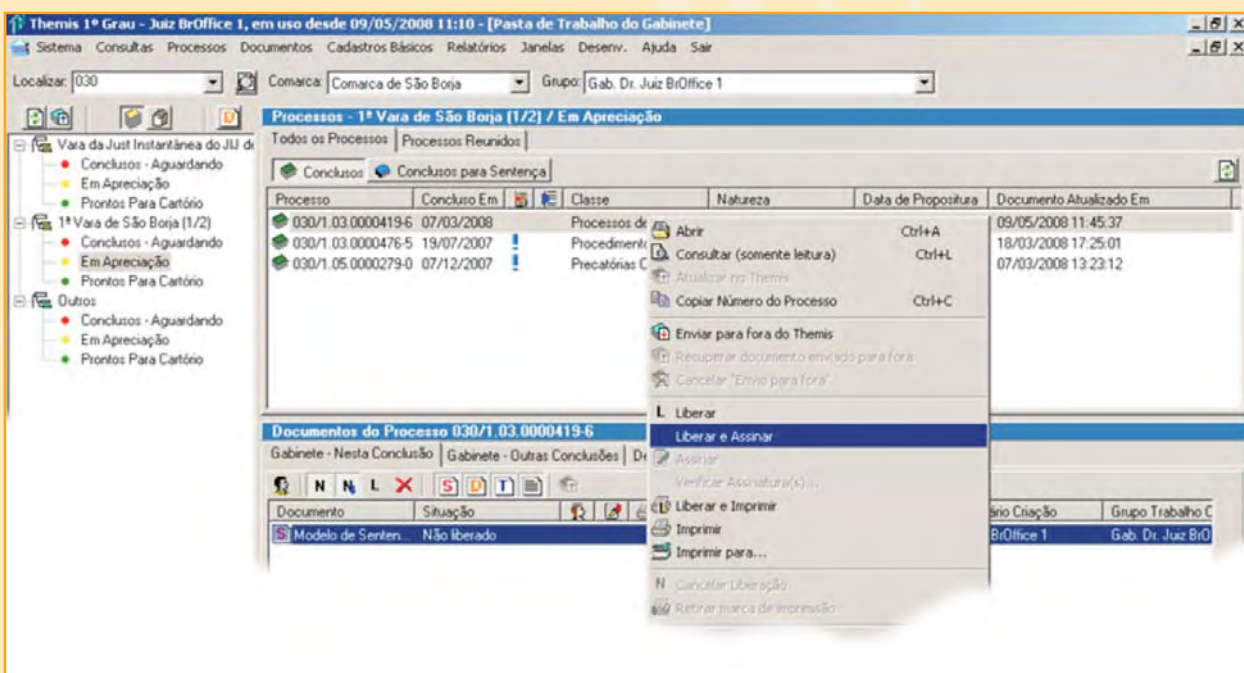 Themis 1º Grau - Juiz BrOffice 1, em uso desde 09/05/2008 11:10 - [Pasta de Trabalho do Gabinete]
Sistema Consultas Processos Documentos Cadastros Básicos Relatórios Janelas Desenv. Ajuda Sair
Localizar: 030 Comarca: Comarca de São Borja Grupo: Gab. Dr. Juiz BrOffice 1
Processos - 1ª Vara de São Borja (1/2) / Em Apreciação
Todos os Processos Processos Reunidos
Conclusos Conclusos para Sentença
Processo Concluso Em Classe Natureza Data de Propositura Documento Atualizado Em
030/1.03.0000419-6 07/03/2008 Processos de 09/05/2008 11:45:37
030/1.03.0000476-5 19/07/2007 Procedimento 18/03/2008 17:25:01
030/1.05.0000279-0 07/12/2007 Precatórias C 07/03/2008 13:23:12
Vara da Just Instantânea do JIJ de
Conclusos - Aguardando
Em Apreciação
Prontos Para Cartório
1ª Vara de São Borja (1/2)
Conclusos - Aguardando
Em Apreciação
Prontos Para Cartório
Outros
Conclusos - Aguardando
Em Apreciação
Prontos Para Cartório
Abrir Ctrl+A
Consultar (somente leitura) Ctrl+L
Atualizar no Themis
Copiar Número do Processo Ctrl+C
Enviar para fora do Themis
Recuperar documento enviado para fora
Cancelar "Envio para fora"
L Liberar
Liberar e Assinar
Assinar
Verificar Assinatura(s)...
Liberar e Imprimir
Imprimir
Imprimir para...
N Cancelar Liberação
Retirar marca de impressão
Documentos do Processo 030/1.03.0000419-6
Gabinete - Nesta Conclusão Gabinete - Outras Conclusões De
N N L S D T
Documento Situação ário Criação Grupo Trabalho C
S Modelo de Senten... Não liberado BrOffice 1 Gab. Dr. Juiz BrO